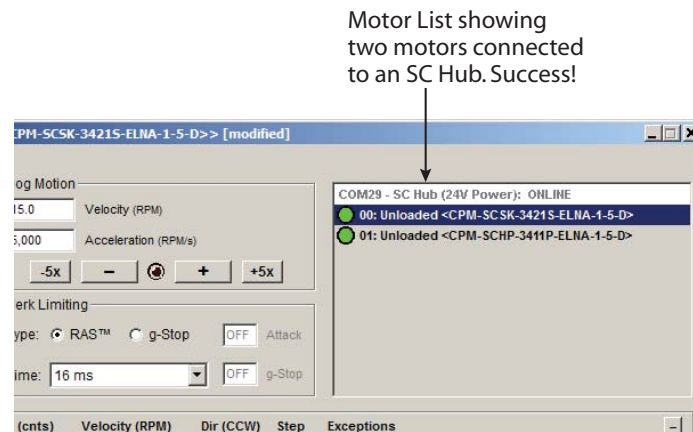 Motor List showing
two motors connected
to an SC Hub. Success!
CPM-SCSK-3421S-ELNA-1-5-D>> [modified]
og Motion
15.0 Velocity (RPM)
5,000 Acceleration (RPM/s)
-5x − + +5x
erk Limiting
ype: RAS™ g-Stop OFF Attack
ime: 16 ms OFF g-Stop
COM29 - SC Hub (24V Power): ONLINE
00: Unloaded <CPM-SCSK-3421S-ELNA-1-5-D>
01: Unloaded <CPM-SCHP-3411P-ELNA-1-5-D>
(cnts) Velocity (RPM) Dir (CCW) Step Exceptions −